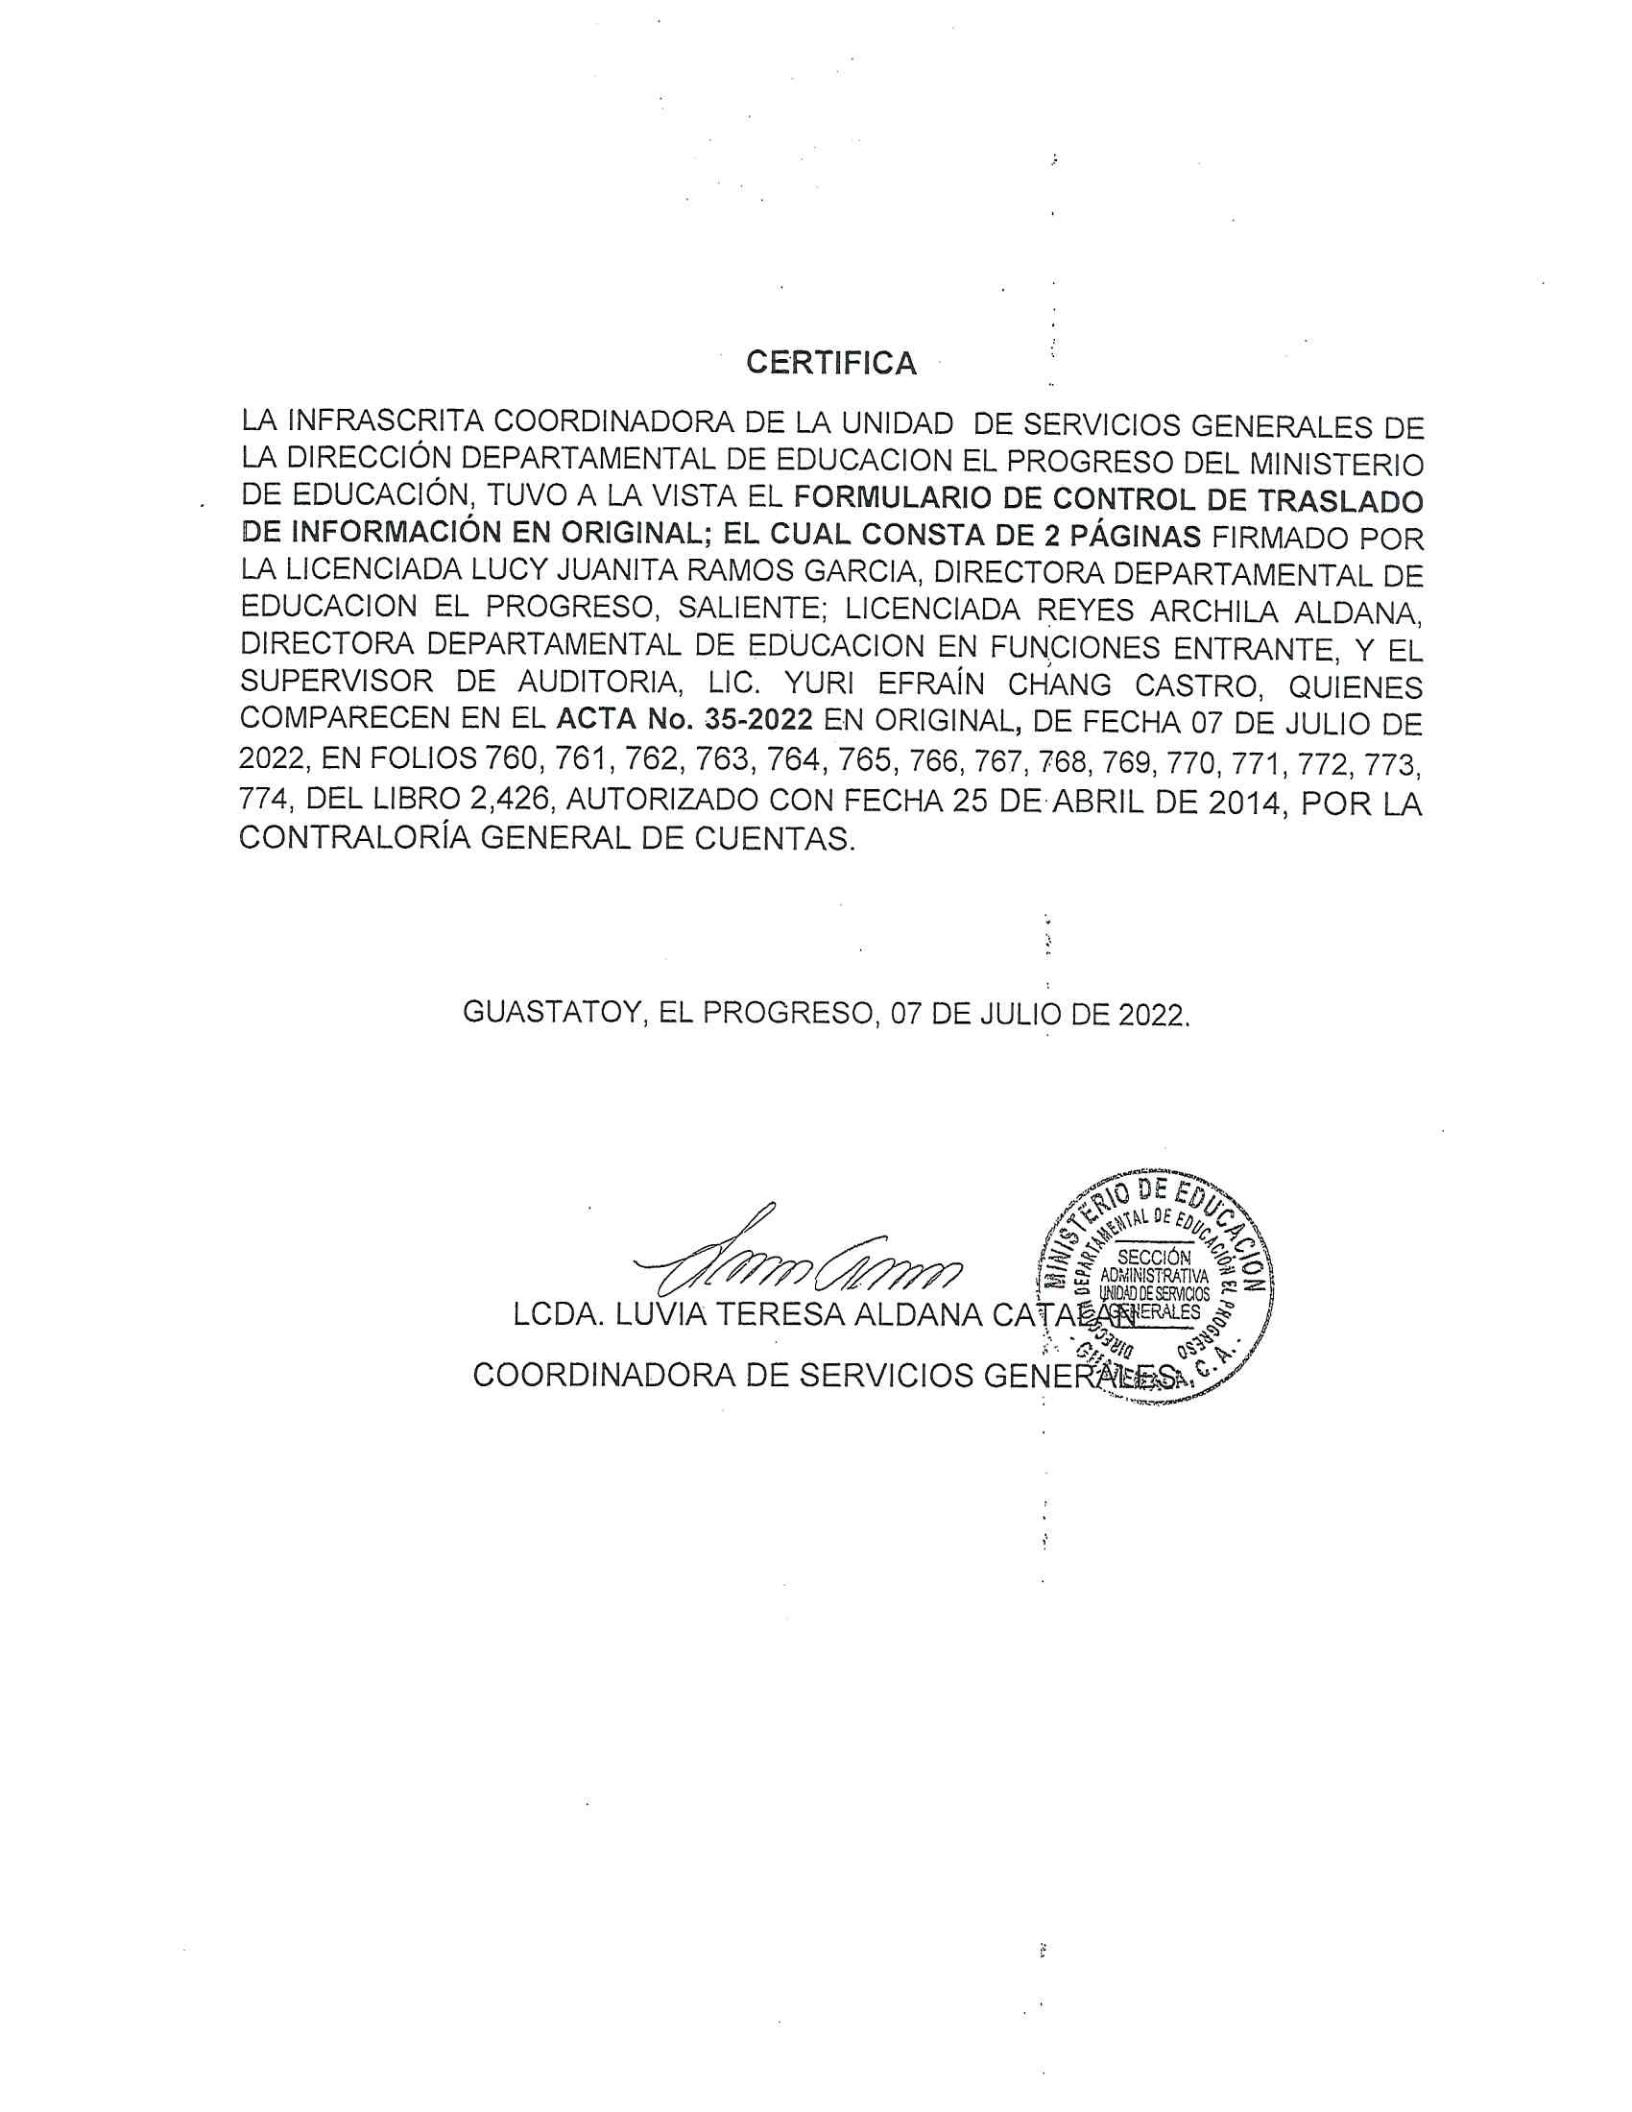 CERTIFICA
LA INFRASCRITA COORDINADORA DE LA UNIDAD DE SERVICIOS GENERALES DE
LA DIRECCIÓN DEPARTAMENTAL DE EDUCACION EL PROGRESO DEL MINISTERIO
DE EDUCACIÓN, TUVO A LA VISTA EL FORMULARIO DE CONTROL DE TRASLADO
DE INFORMACIÓN EN ORIGINAL; EL CUAL CONSTA DE 2 PÁGINAS FIRMADO POR
LA LICENCIADA LUCY JUANITA RAMOS GARCIA, DIRECTORA DEPARTAMENTAL DE
EDUCACION EL PROGRESO, SALIENTE; LICENCIADA REYES ARCHILA ALDANA,
DIRECTORA DEPARTAMENTAL DE EDUCACION EN FUNCIONES ENTRANTE, Y EL
SUPERVISOR DE AUDITORIA, LIC. YURI EFRAÍN CHANG CASTRO, QUIENES
COMPARECEN EN EL ACTA No. 35-2022 EN ORIGINAL, DE FECHA 07 DE JULIO DE
2022, EN FOLIOS 760, 761, 762, 763, 764, 765, 766, 767, 768, 769, 770, 771, 772, 773,
774, DEL LIBRO 2,426, AUTORIZADO CON FECHA 25 DE ABRIL DE 2014, POR LA
CONTRALORÍA GENERAL DE CUENTAS.
GUASTATOY, EL PROGRESO, 07 DE JULIO DE 2022.
LCDA. LUVIA TERESA ALDANA CATALÁN
COORDINADORA DE SERVICIOS GENERALES
MINISTERIO DE EDUCACION
DIRECCIÓN DEPARTAMENTAL DE EDUCACIÓN EL PROGRESO
SECCIÓN
ADMINISTRATIVA
UNIDAD DE SERVICIOS
GENERALES
C. A.